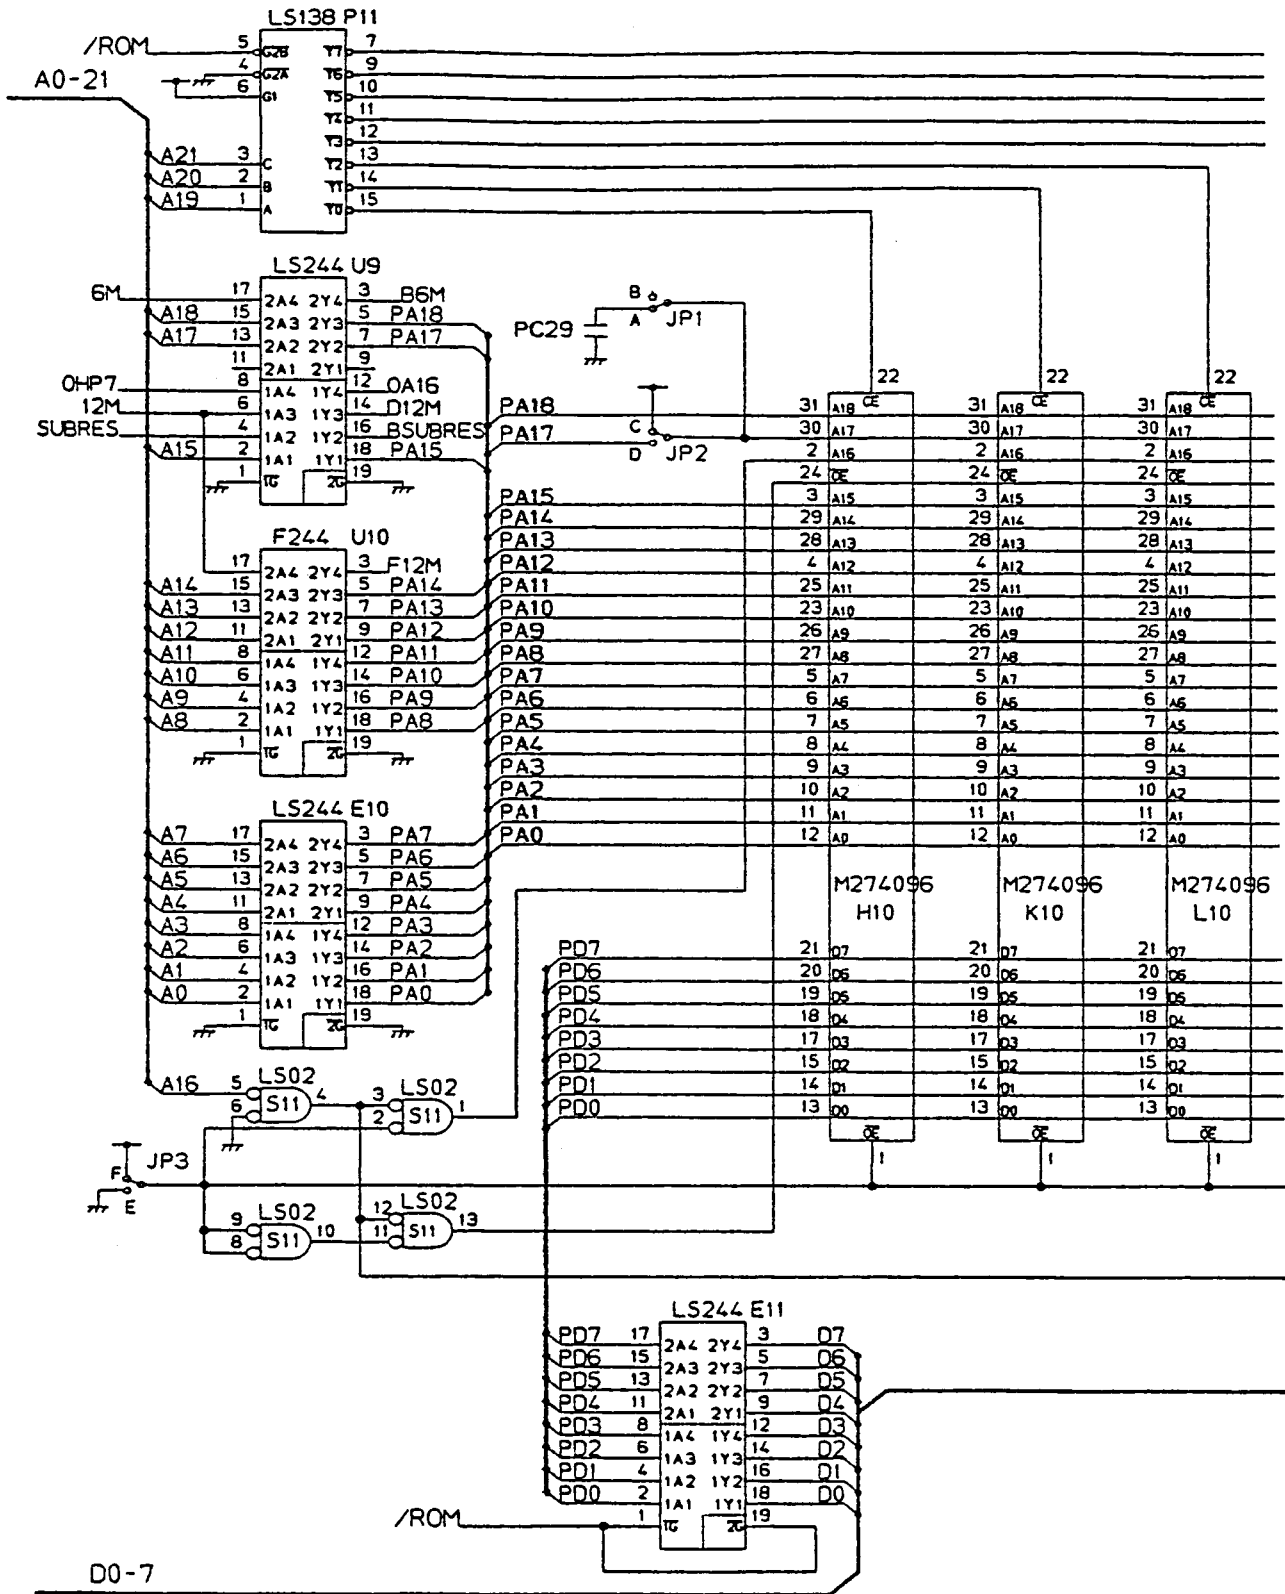 LS138 P11
/ROM 5 G2B Y7 7
4 G2A Y6 9
A0-21 6 G1 Y5 10
Y4 11
Y3 12
A21 3 C Y2 13
A20 2 B Y1 14
A19 1 A Y0 15
LS244 U9
6M 17 2A4 2Y4 3 B6M
A18 15 2A3 2Y3 5 PA18
A17 13 2A2 2Y2 7 PA17
11 2A1 2Y1 9
OHP7 8 1A4 1Y4 12 OA16
12M 6 1A3 1Y3 14 D12M
SUBRES 4 1A2 1Y2 16 BSUBRES
A15 2 1A1 1Y1 18 PA15
1 1G 2G 19
B
A JP1
PC29
C
D JP2
F244 U10
17 2A4 2Y4 3 F12M
A14 15 2A3 2Y3 5 PA14
A13 13 2A2 2Y2 7 PA13
A12 11 2A1 2Y1 9 PA12
A11 8 1A4 1Y4 12 PA11
A10 6 1A3 1Y3 14 PA10
A9 4 1A2 1Y2 16 PA9
A8 2 1A1 1Y1 18 PA8
1 1G 2G 19
LS244 E10
A7 17 2A4 2Y4 3 PA7
A6 15 2A3 2Y3 5 PA6
A5 13 2A2 2Y2 7 PA5
A4 11 2A1 2Y1 9 PA4
A3 8 1A4 1Y4 12 PA3
A2 6 1A3 1Y3 14 PA2
A1 4 1A2 1Y2 16 PA1
A0 2 1A1 1Y1 18 PA0
1 1G 2G 19
22 22 22
CE CE CE
PA18 31 A18 31 A18 31 A18
PA17 30 A17 30 A17 30 A17
2 A16 2 A16 2 A16
24 OE 24 OE 24 OE
PA15 3 A15 3 A15 3 A15
PA14 29 A14 29 A14 29 A14
PA13 28 A13 28 A13 28 A13
PA12 4 A12 4 A12 4 A12
PA11 25 A11 25 A11 25 A11
PA10 23 A10 23 A10 23 A10
PA9 26 A9 26 A9 26 A9
PA8 27 A8 27 A8 27 A8
PA7 5 A7 5 A7 5 A7
PA6 6 A6 6 A6 6 A6
PA5 7 A5 7 A5 7 A5
PA4 8 A4 8 A4 8 A4
PA3 9 A3 9 A3 9 A3
PA2 10 A2 10 A2 10 A2
PA1 11 A1 11 A1 11 A1
PA0 12 A0 12 A0 12 A0
M274096 M274096 M274096
H10 K10 L10
PD7 21 D7 21 D7 21 D7
PD6 20 D6 20 D6 20 D6
PD5 19 D5 19 D5 19 D5
PD4 18 D4 18 D4 18 D4
PD3 17 D3 17 D3 17 D3
PD2 15 D2 15 D2 15 D2
PD1 14 D1 14 D1 14 D1
PD0 13 D0 13 D0 13 D0
OE OE OE
1 1 1
A16 5 LS02 4
6 S11
3 LS02 1
2 S11
JP3
F
E
9 LS02 10
8 S11
12 LS02 13
11 S11
LS244 E11
PD7 17 2A4 2Y4 3 D7
PD6 15 2A3 2Y3 5 D6
PD5 13 2A2 2Y2 7 D5
PD4 11 2A1 2Y1 9 D4
PD3 8 1A4 1Y4 12 D3
PD2 6 1A3 1Y3 14 D2
PD1 4 1A2 1Y2 16 D1
PD0 2 1A1 1Y1 18 D0
/ROM 1 1G 2G 19
D0-7